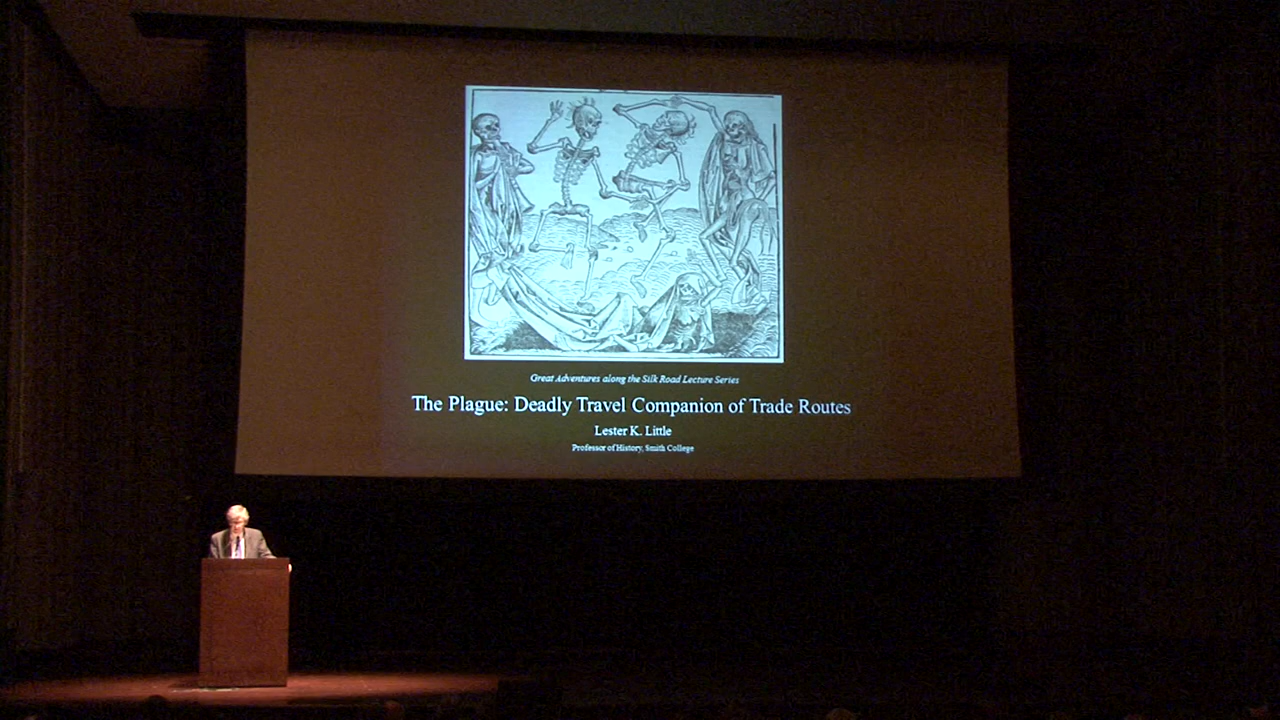 Great Adventures along the Silk Road Lecture Series
The Plague: Deadly Travel Companion of Trade Routes
Lester K. Little
Professor of History, Smith College